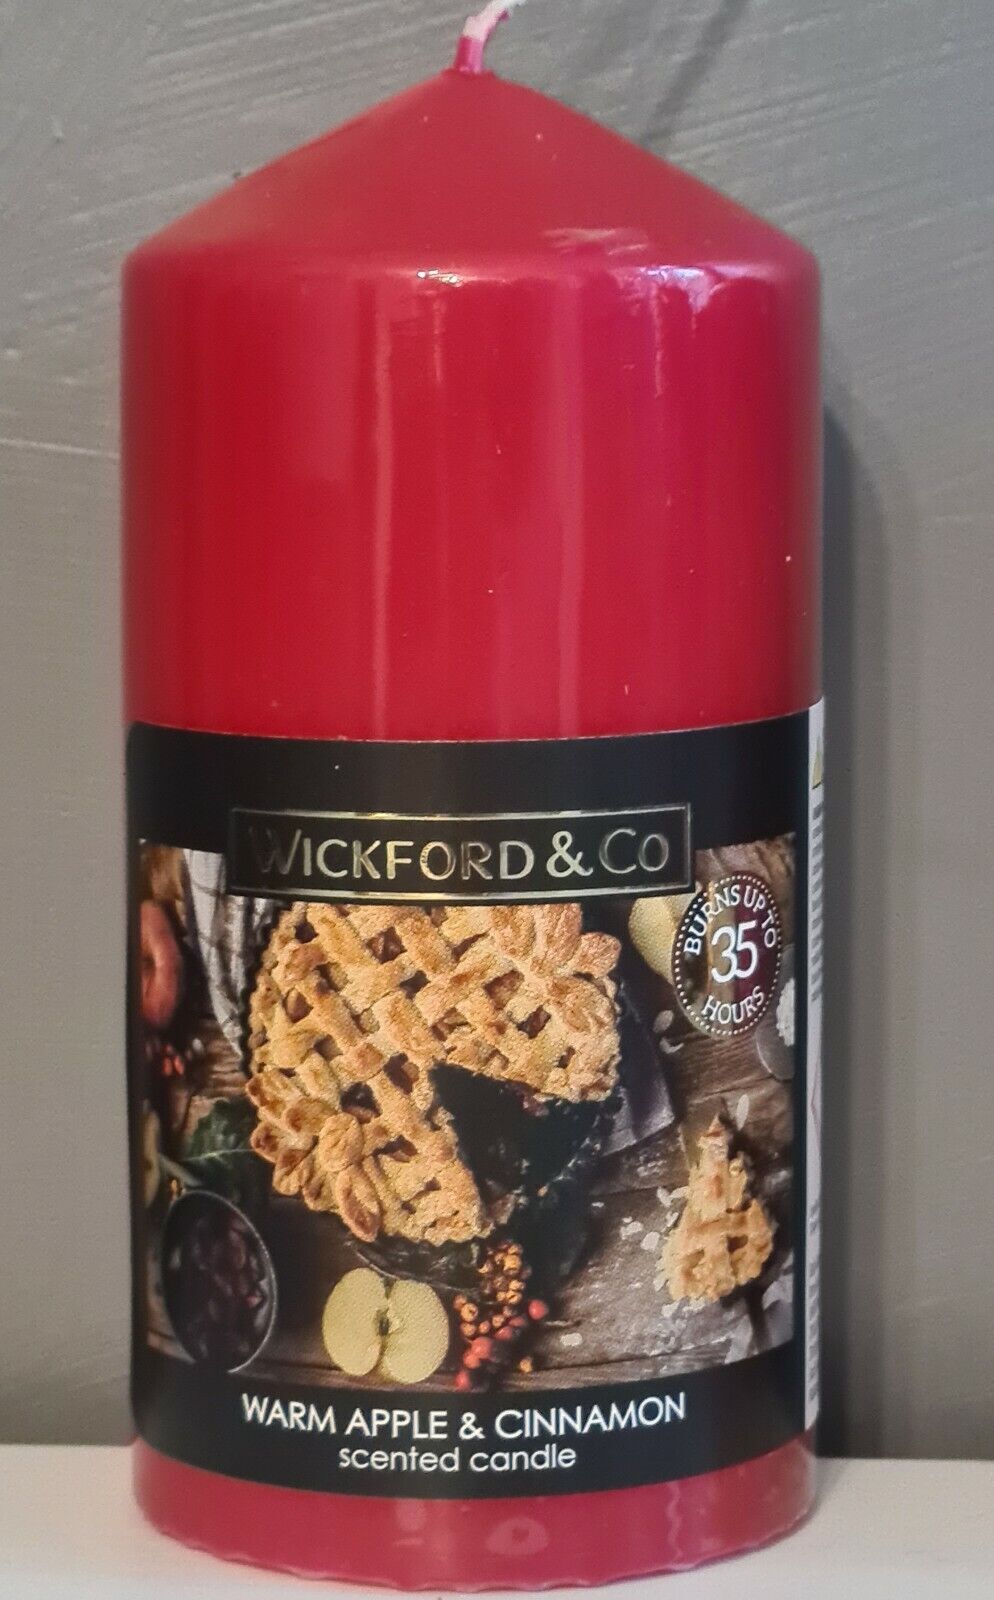 WICKFORD & CO
BURNS UP TO
35
HOURS
WARM APPLE & CINNAMON
scented candle